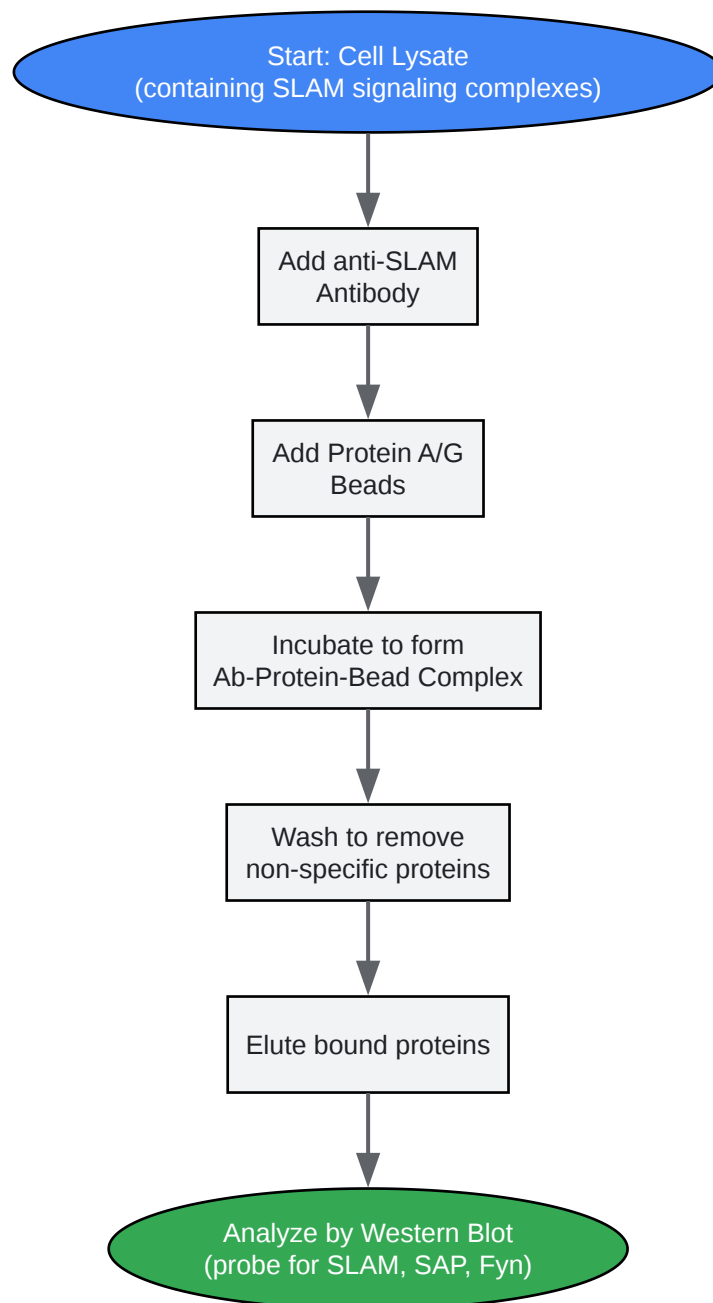 Start: Cell Lysate
(containing SLAM signaling complexes)
Add anti-SLAM
Antibody
Add Protein A/G
Beads
Incubate to form
Ab-Protein-Bead Complex
Wash to remove
non-specific proteins
Elute bound proteins
Analyze by Western Blot
(probe for SLAM, SAP, Fyn)